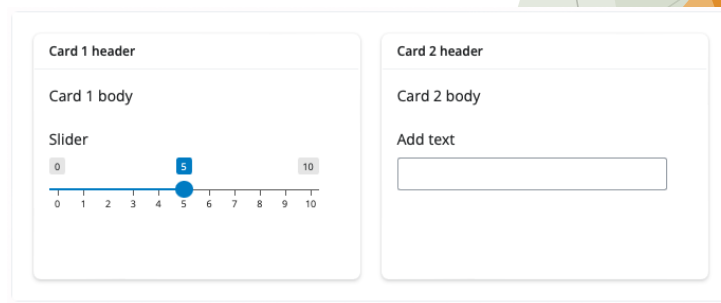 Card 1 header
Card 1 body
Slider
0 5 10
0 1 2 3 4 5 6 7 8 9 10
Card 2 header
Card 2 body
Add text